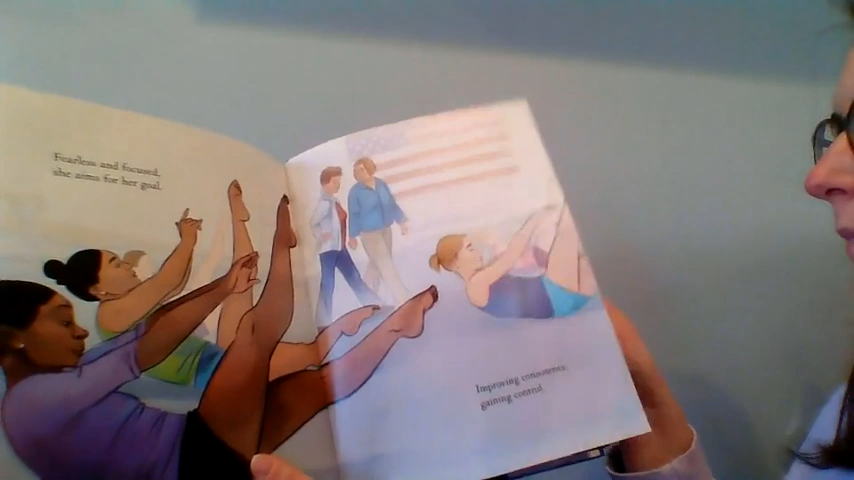 Fearless and focused,
she aims for her goal.
Improving consistency,
gaining control.